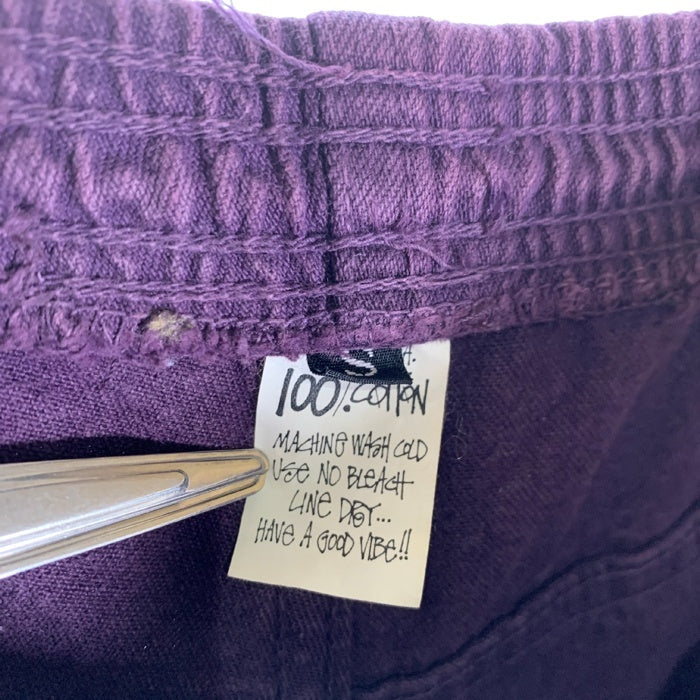 100% COTTON
MACHINE WASH COLD
USE NO BLEACH
LINE DRY...
HAVE A GOOD VIBE!!